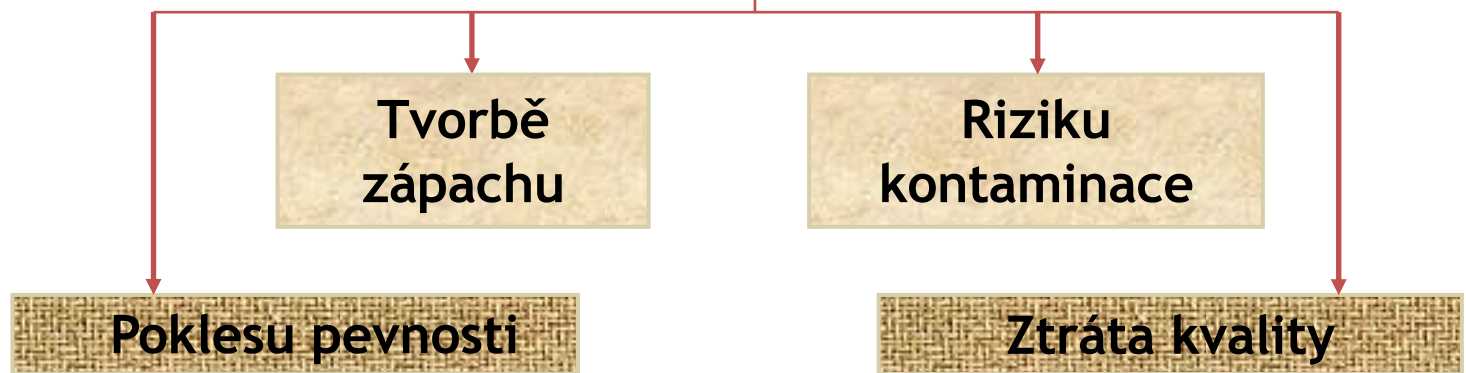 Tvorbě
zápachu
Riziku
kontaminace
Poklesu pevnosti
Ztráta kvality